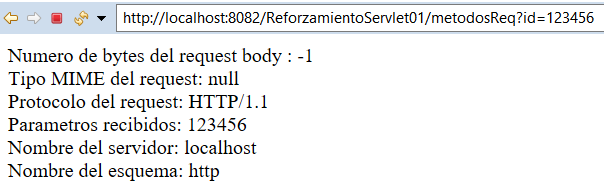 http://localhost:8082/ReforzamientoServlet01/metodosReq?id=123456
Numero de bytes del request body : -1
Tipo MIME del request: null
Protocolo del request: HTTP/1.1
Parametros recibidos: 123456
Nombre del servidor: localhost
Nombre del esquema: http